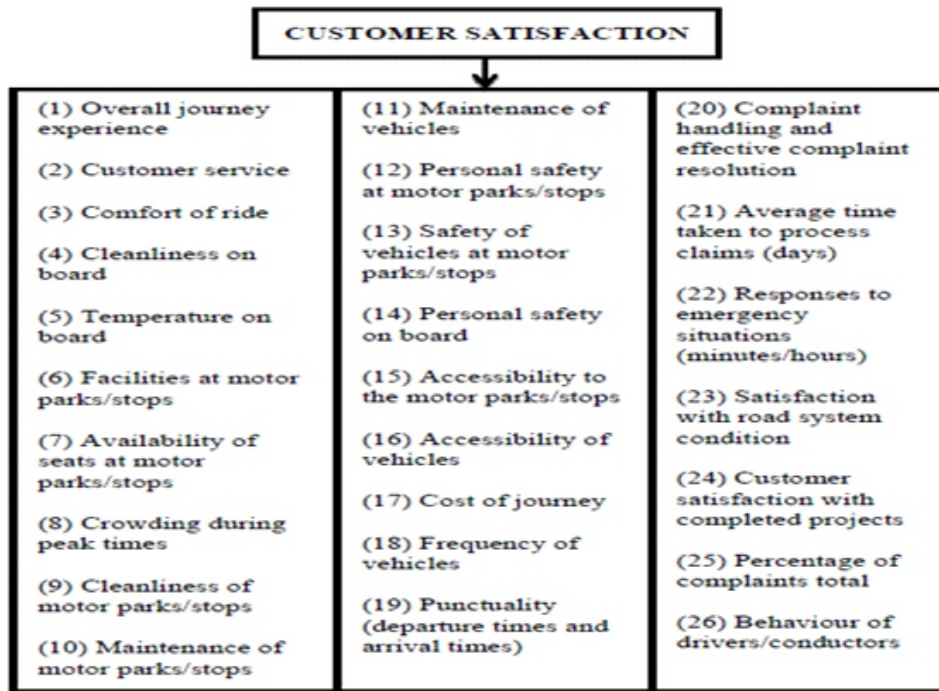 CUSTOMER SATISFACTION
(1) Overall journey
experience
(2) Customer service
(3) Comfort of ride
(4) Cleanliness on
board
(5) Temperature on
board
(6) Facilities at motor
parks/stops
(7) Availability of
seats at motor
parks/stops
(8) Crowding during
peak times
(9) Cleanliness of
motor parks/stops
(10) Maintenance of
motor parks/stops
(11) Maintenance of
vehicles
(12) Personal safety
at motor parks/stops
(13) Safety of
vehicles at motor
parks/stops
(14) Personal safety
on board
(15) Accessibility to
the motor parks/stops
(16) Accessibility of
vehicles
(17) Cost of journey
(18) Frequency of
vehicles
(19) Punctuality
(departure times and
arrival times)
(20) Complaint
handling and
effective complaint
resolution
(21) Average time
taken to process
claims (days)
(22) Responses to
emergency
situations
(minutes/hours)
(23) Satisfaction
with road system
condition
(24) Customer
satisfaction with
completed projects
(25) Percentage of
complaints total
(26) Behaviour of
drivers/conductors